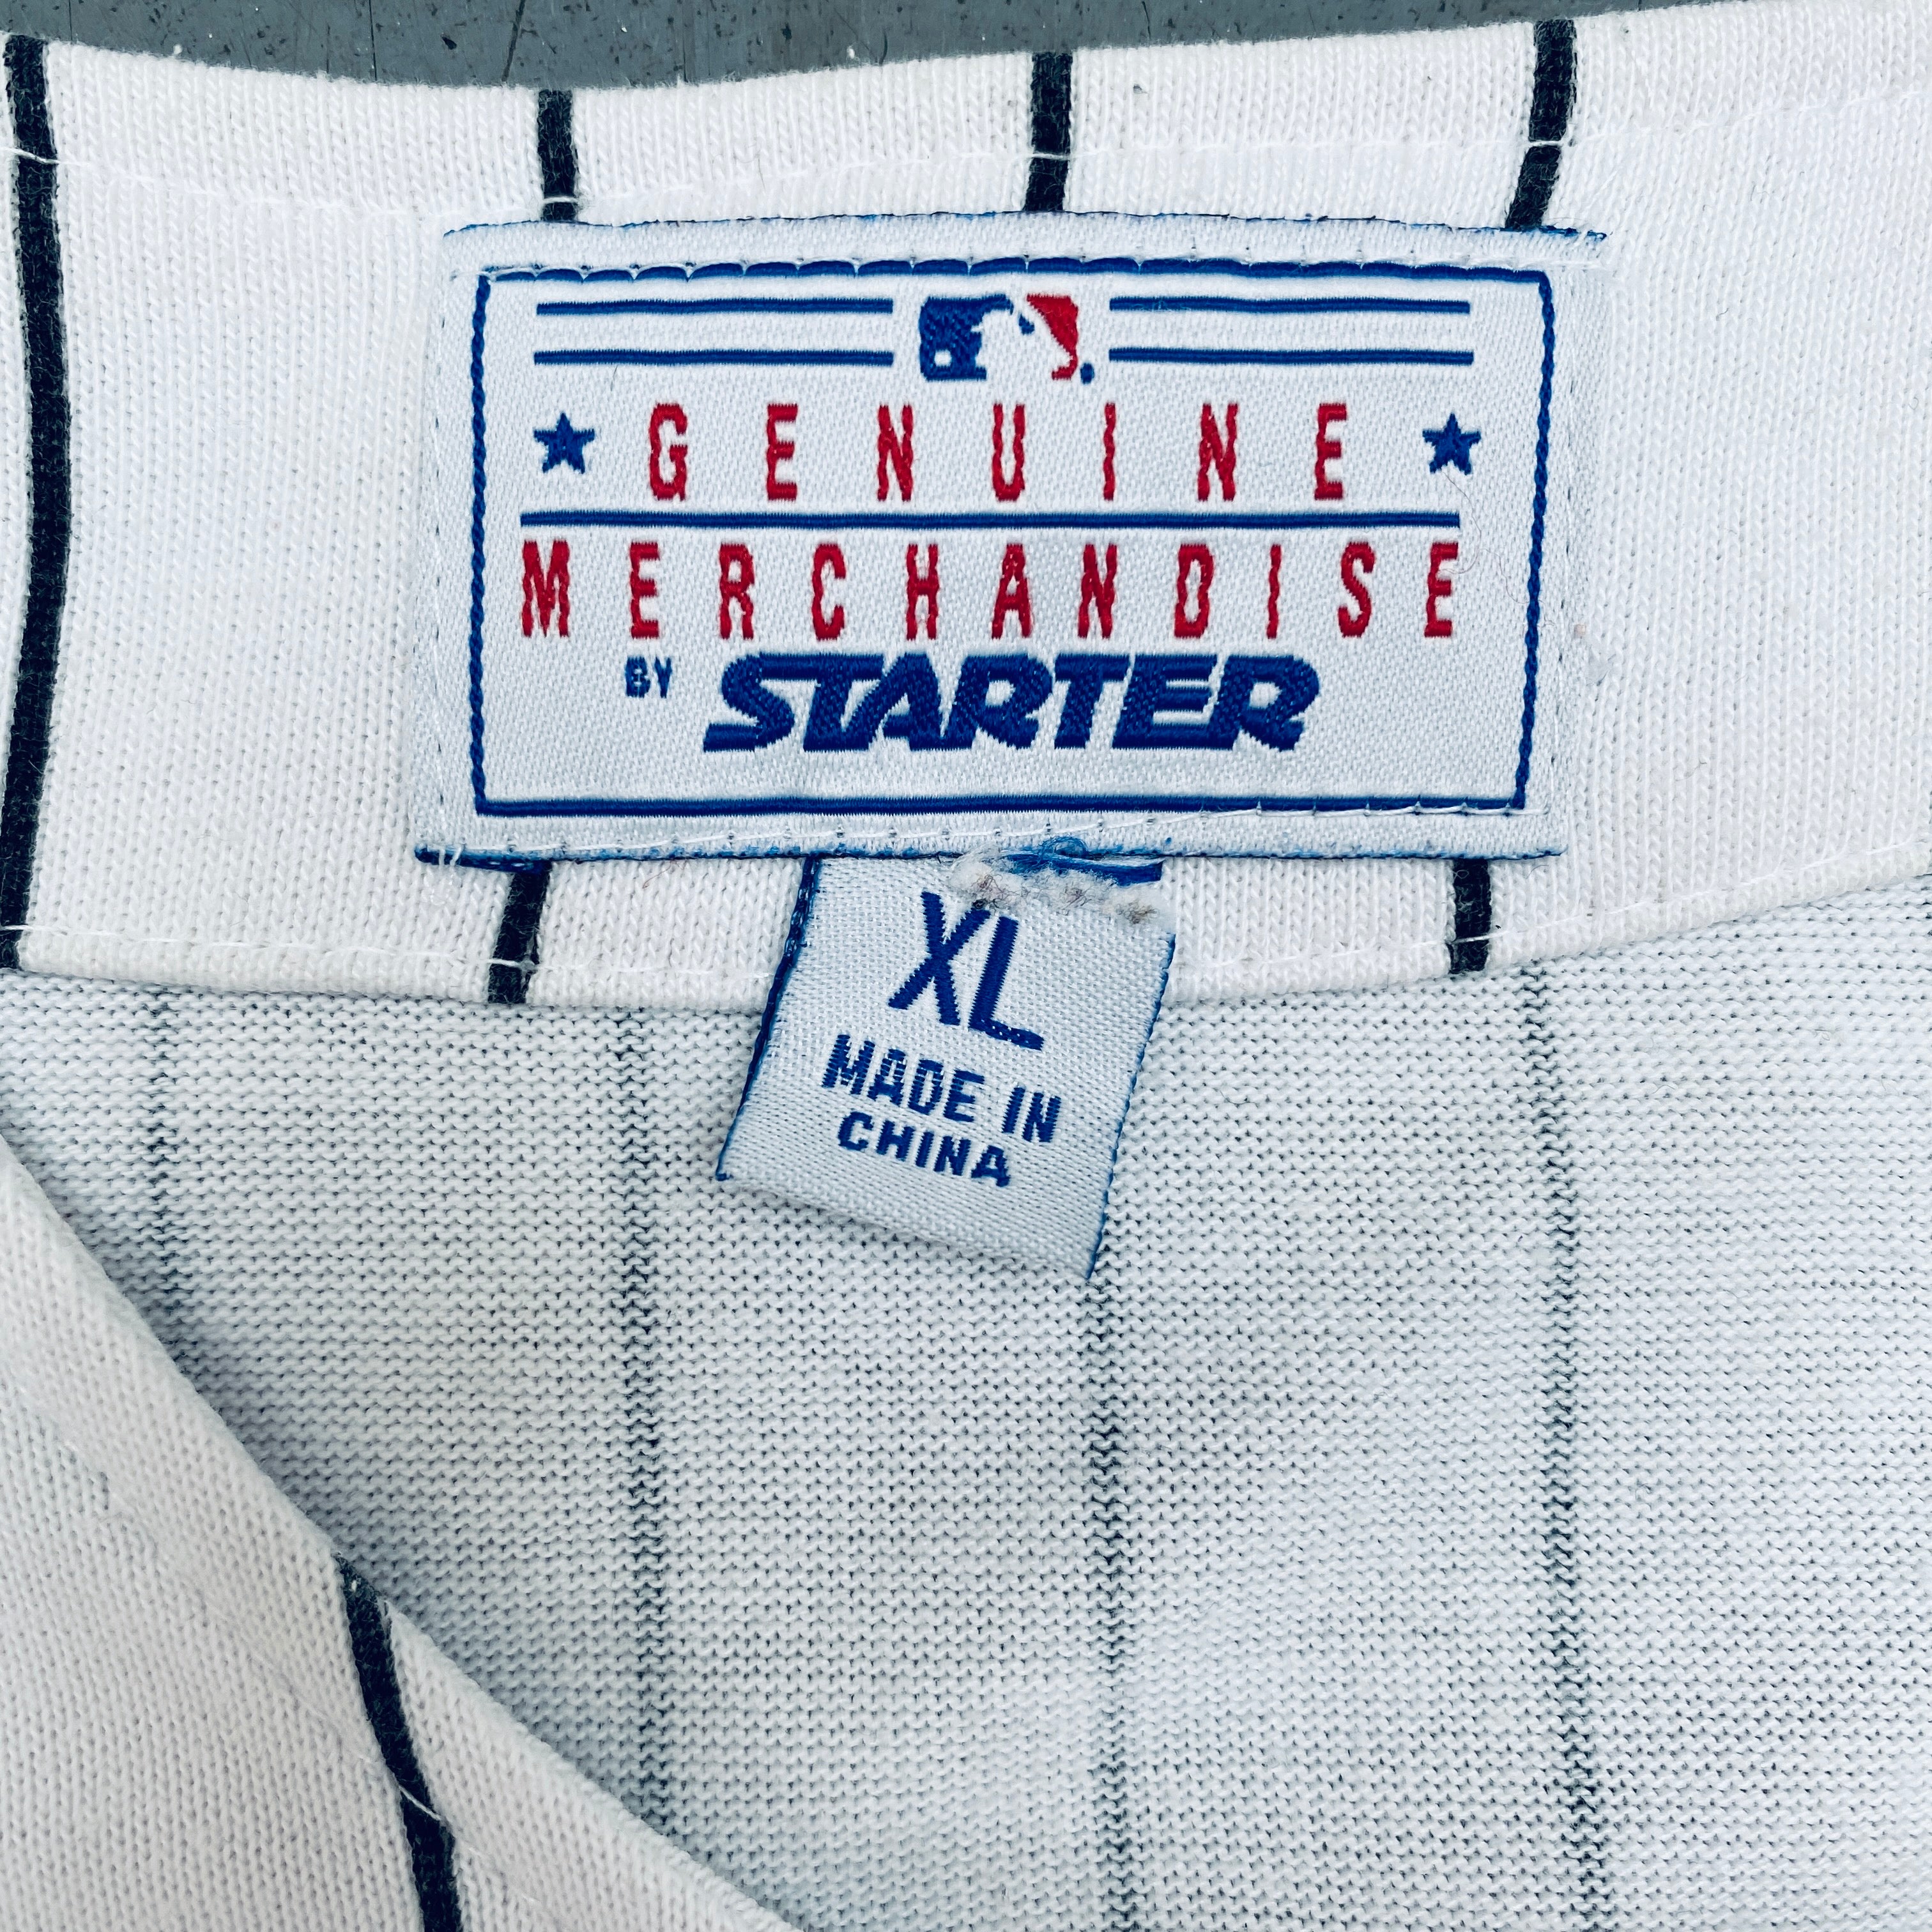 GENUINE
MERCHANDISE
BY STARTER
XL
MADE IN
CHINA